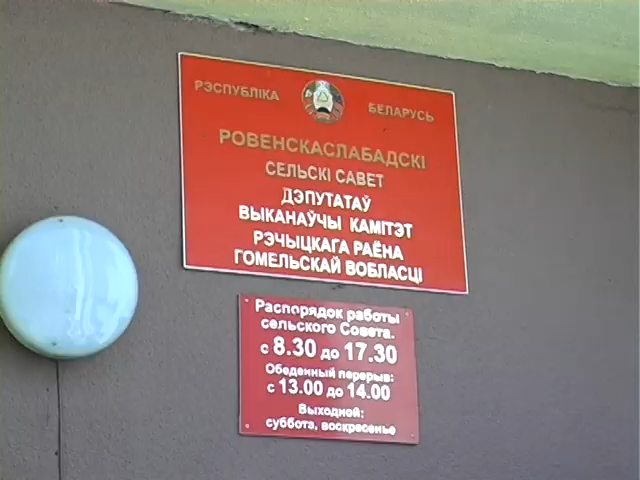 РЭСПУБЛІКА БЕЛАРУСЬ
РОВЕНСКАСЛАБАДСКІ
СЕЛЬСКІ САВЕТ
ДЭПУТАТАЎ
ВЫКАНАЎЧЫ КАМІТЭТ
РЭЧЫЦКАГА РАЁНА
ГОМЕЛЬСКАЙ ВОБЛАСЦІ
Распорядок работы
сельского Совета.
с 8.30 до 17.30
Обеденный перерыв:
с 13.00 до 14.00
Выходной:
суббота, воскресенье